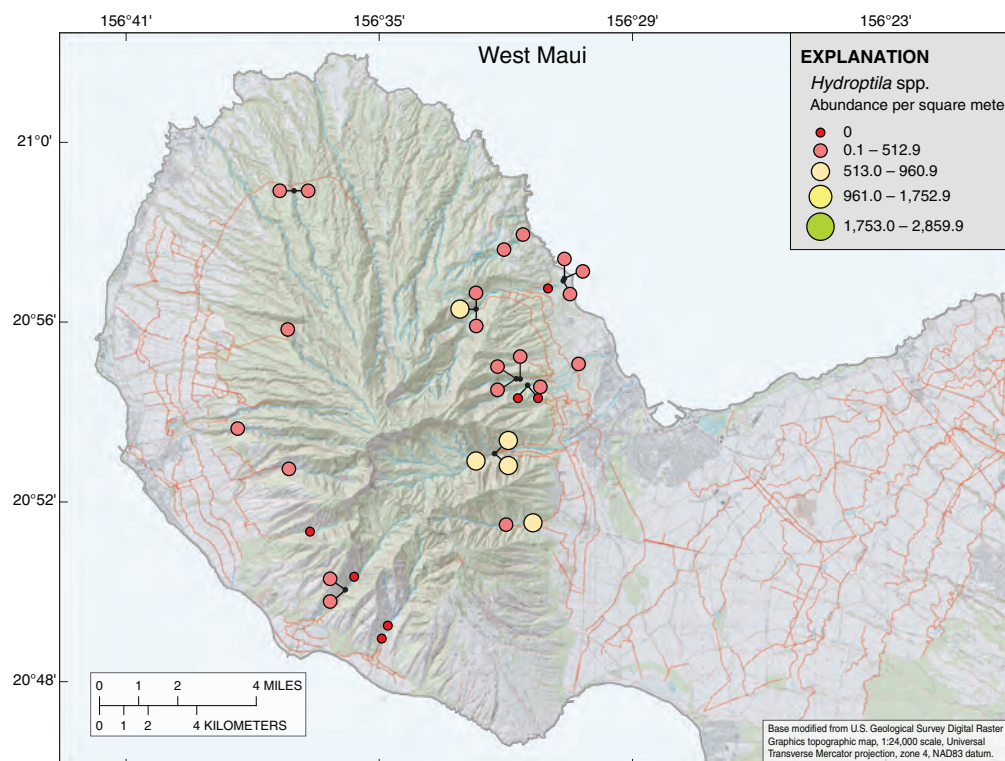 156°41' 156°35' 156°29' 156°23'
West Maui
EXPLANATION
Hydroptila spp.
Abundance per square mete
0
0.1 – 512.9
513.0 – 960.9
961.0 – 1,752.9
1,753.0 – 2,859.9
21°0'
20°56'
20°52'
20°48'
0 1 2 4 MILES
0 1 2 4 KILOMETERS
Base modified from U.S. Geological Survey Digital Raster
Graphics topographic map, 1:24,000 scale, Universal
Transverse Mercator projection, zone 4, NAD83 datum.